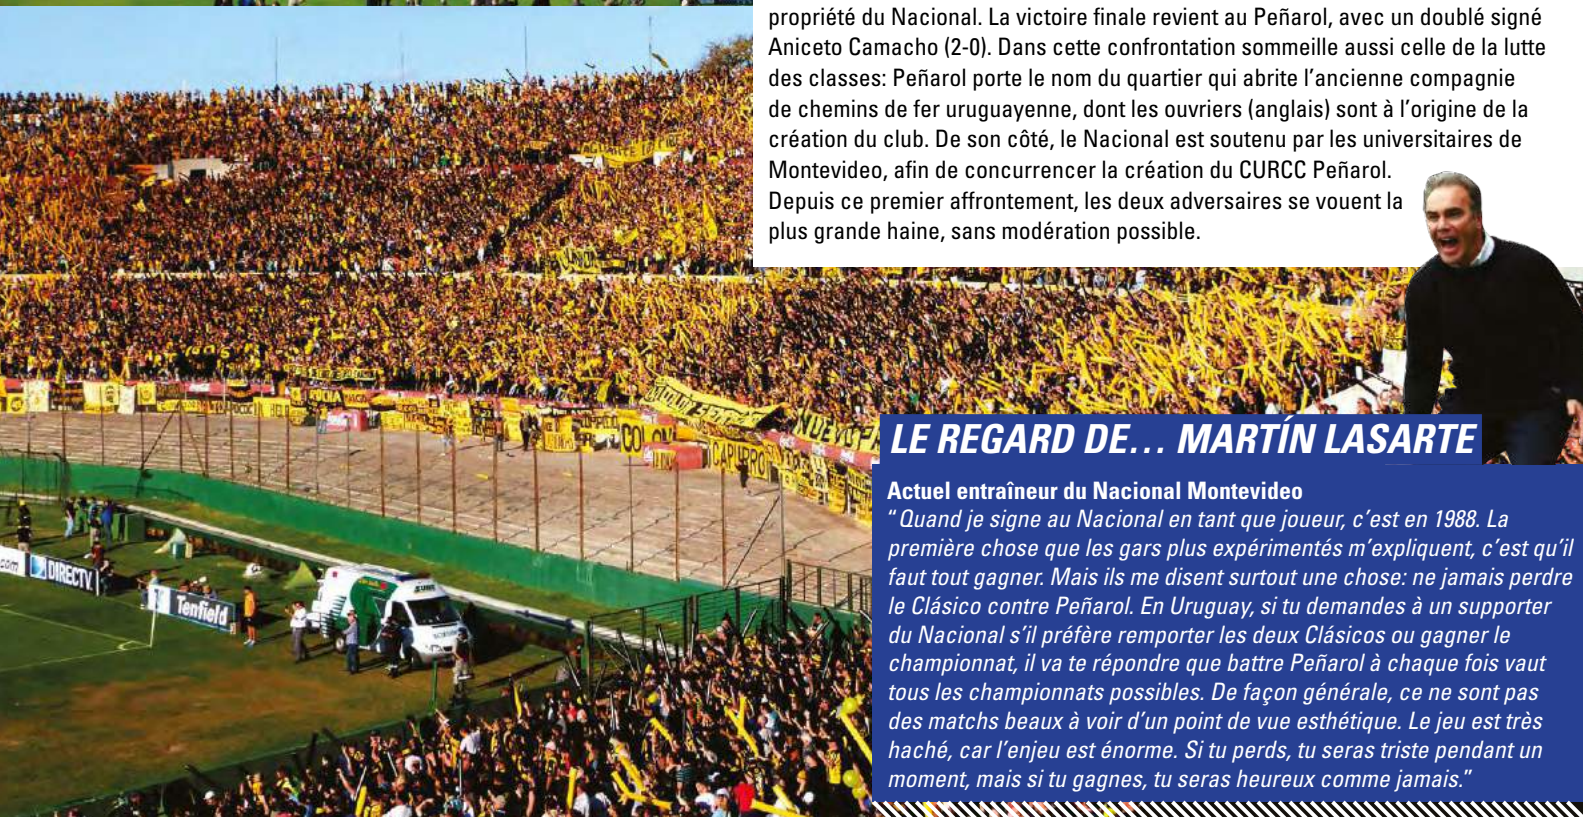 propriété du Nacional. La victoire finale revient au Peñarol, avec un doublé signé
Aniceto Camacho (2-0). Dans cette confrontation sommeille aussi celle de la lutte
des classes: Peñarol porte le nom du quartier qui abrite l’ancienne compagnie
de chemins de fer uruguayenne, dont les ouvriers (anglais) sont à l’origine de la
création du club. De son côté, le Nacional est soutenu par les universitaires de
Montevideo, afin de concurrencer la création du CURCC Peñarol.
Depuis ce premier affrontement, les deux adversaires se vouent la
plus grande haine, sans modération possible.
LE REGARD DE... MARTÍN LASARTE
Actuel entraîneur du Nacional Montevideo
“Quand je signe au Nacional en tant que joueur, c’est en 1988. La
première chose que les gars plus expérimentés m’expliquent, c’est qu’il
faut tout gagner. Mais ils me disent surtout une chose: ne jamais perdre
le Clásico contre Peñarol. En Uruguay, si tu demandes à un supporter
du Nacional s’il préfère remporter les deux Clásicos ou gagner le
championnat, il va te répondre que battre Peñarol à chaque fois vaut
tous les championnats possibles. De façon générale, ce ne sont pas
des matchs beaux à voir d’un point de vue esthétique. Le jeu est très
haché, car l’enjeu est énorme. Si tu perds, tu seras triste pendant un
moment, mais si tu gagnes, tu seras heureux comme jamais.”
ROCHA
CAPURRO
.com
DIRECTV
Tenfield